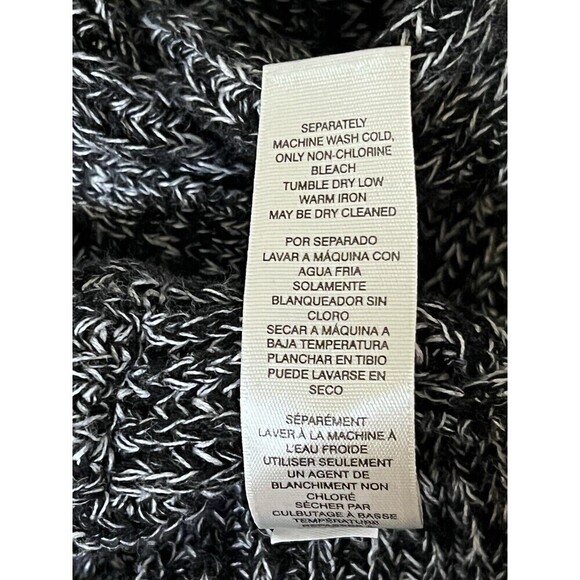 SEPARATELY
MACHINE WASH COLD,
ONLY NON-CHLORINE
BLEACH
TUMBLE DRY LOW
WARM IRON
MAY BE DRY CLEANED
POR SEPARADO
LAVAR A MÁQUINA CON
AGUA FRIA
SOLAMENTE
BLANQUEADOR SIN
CLORO
SECAR A MÁQUINA A
BAJA TEMPERATURA
PLANCHAR EN TIBIO
PUEDE LAVARSE EN
SECO
SÉPARÉMENT
LAVER À LA MACHINE À
L'EAU FROIDE
UTILISER SEULEMENT
UN AGENT DE
BLANCHIMENT NON
CHLORÉ
SÉCHER PAR
CULBUTAGE À BASSE
TEMPÉRATURE